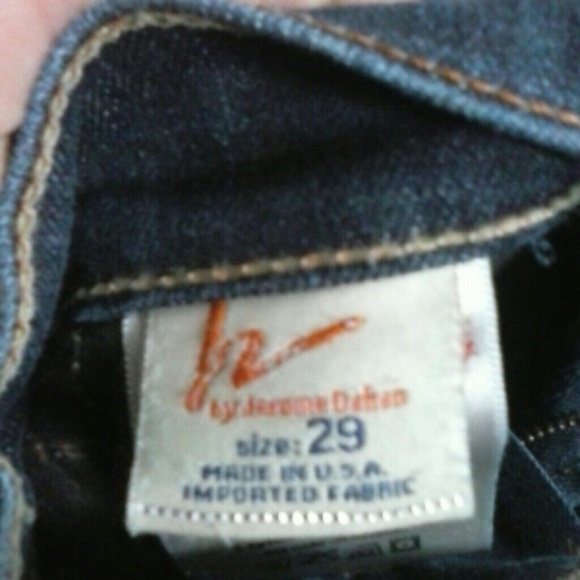 by Jerome Dahan
size: 29
MADE IN U.S.A.
IMPORTED FABRIC